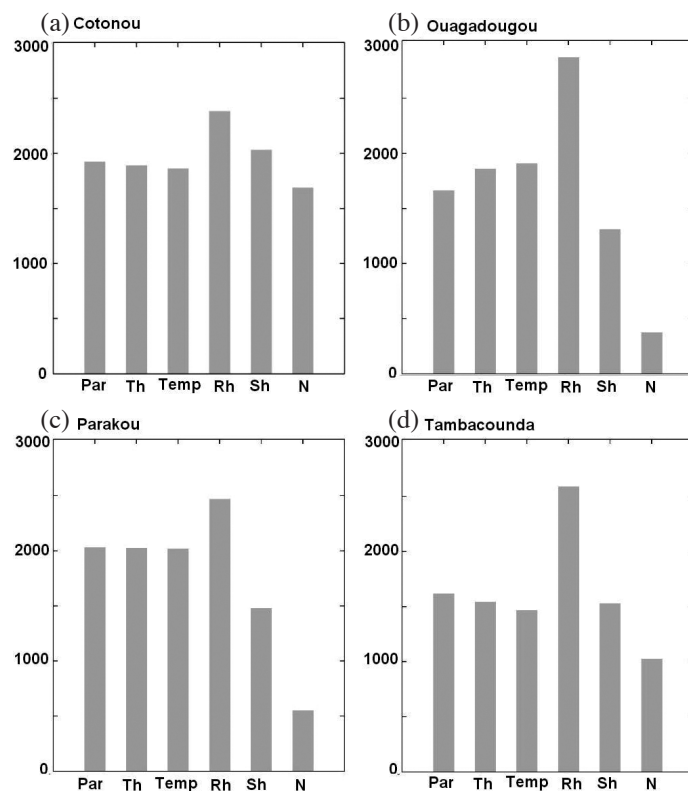 (a) Cotonou
3000
2000
1000
0
Par Th Temp Rh Sh N
(b) Ouagadougou
3000
2000
1000
0
Par Th Temp Rh Sh N
(c) Parakou
3000
2000
1000
0
Par Th Temp Rh Sh N
(d) Tambacounda
3000
2000
1000
0
Par Th Temp Rh Sh N